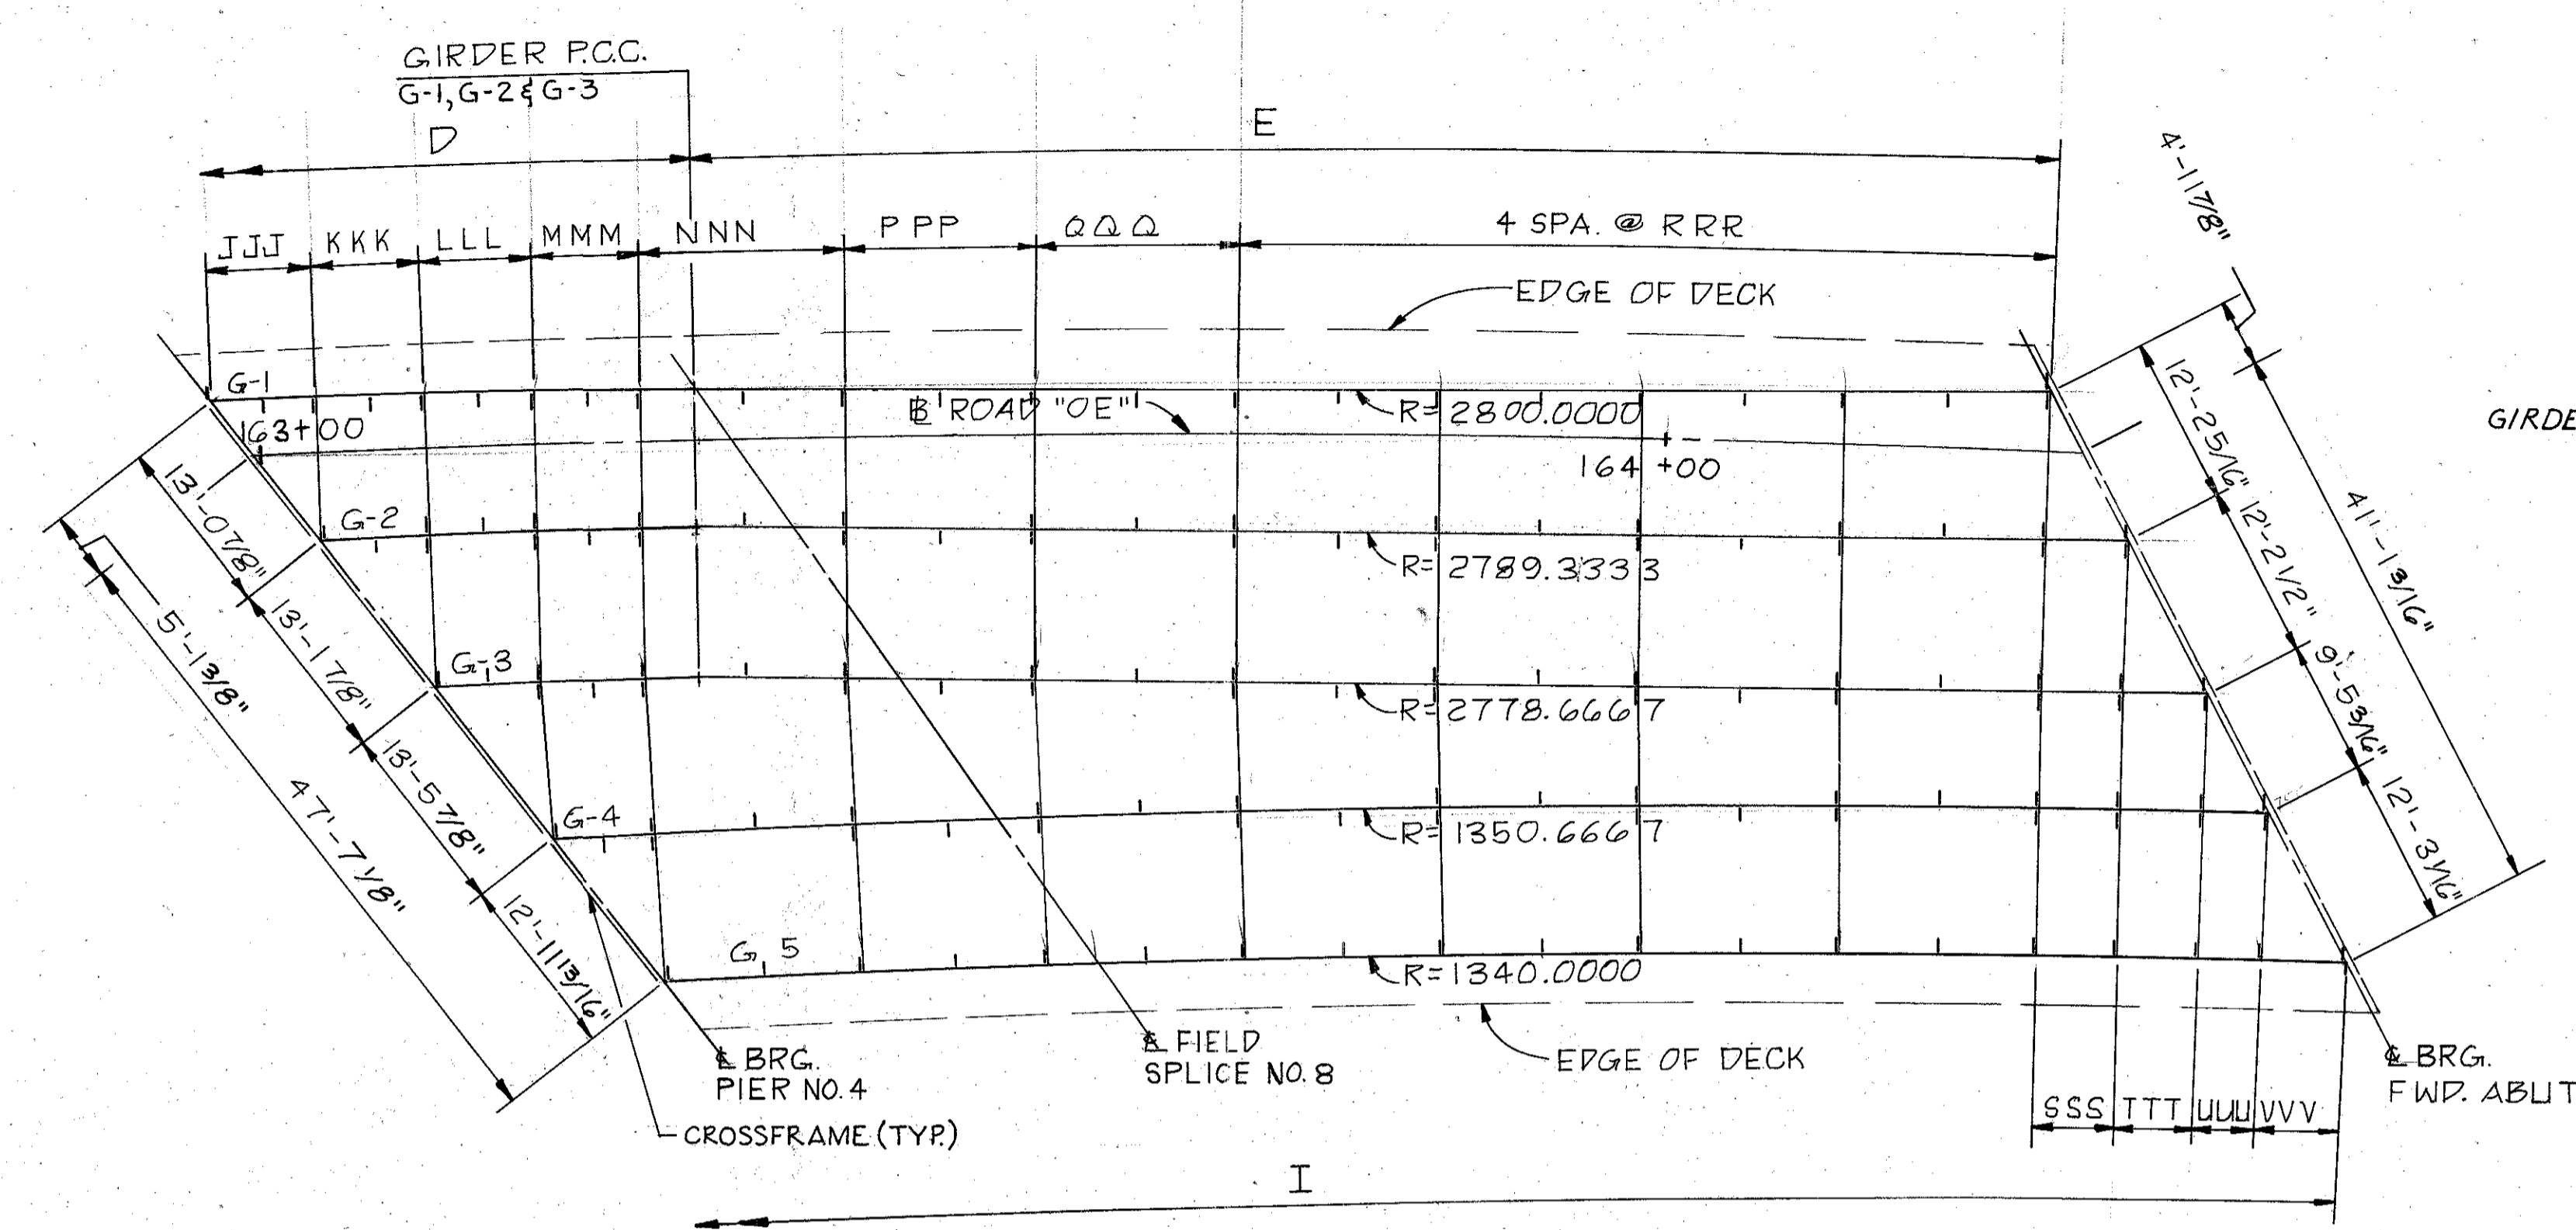 GIRDER P.C.C.
G-1, G-2 & G-3
D
E
JJJ KKK LLL MMM NNN PPP QQQ 4 SPA. @ RRR
4'-11 7/8"
EDGE OF DECK
G-1
163+00
℄ ROAD "OE"
R= 2800.0000
164+00
12'-2 5/16"
12'-2 1/2"
9'-5 3/16"
12'-3/16"
41'-1 3/16"
GIRDE
13'-0 7/8"
13'-1 7/8"
13'-5 7/8"
12'-11 13/16"
5'-1 3/8"
47'-7 1/8"
G-2
R= 2789.3333
G-3
R= 2778.6667
G-4
R= 1350.6667
G 5
R= 1340.0000
℄ BRG.
PIER NO. 4
CROSSFRAME (TYP.)
℄ FIELD
SPLICE NO. 8
EDGE OF DECK
℄ BRG.
FWD. ABUT
SSS TTT UUU VVV
I